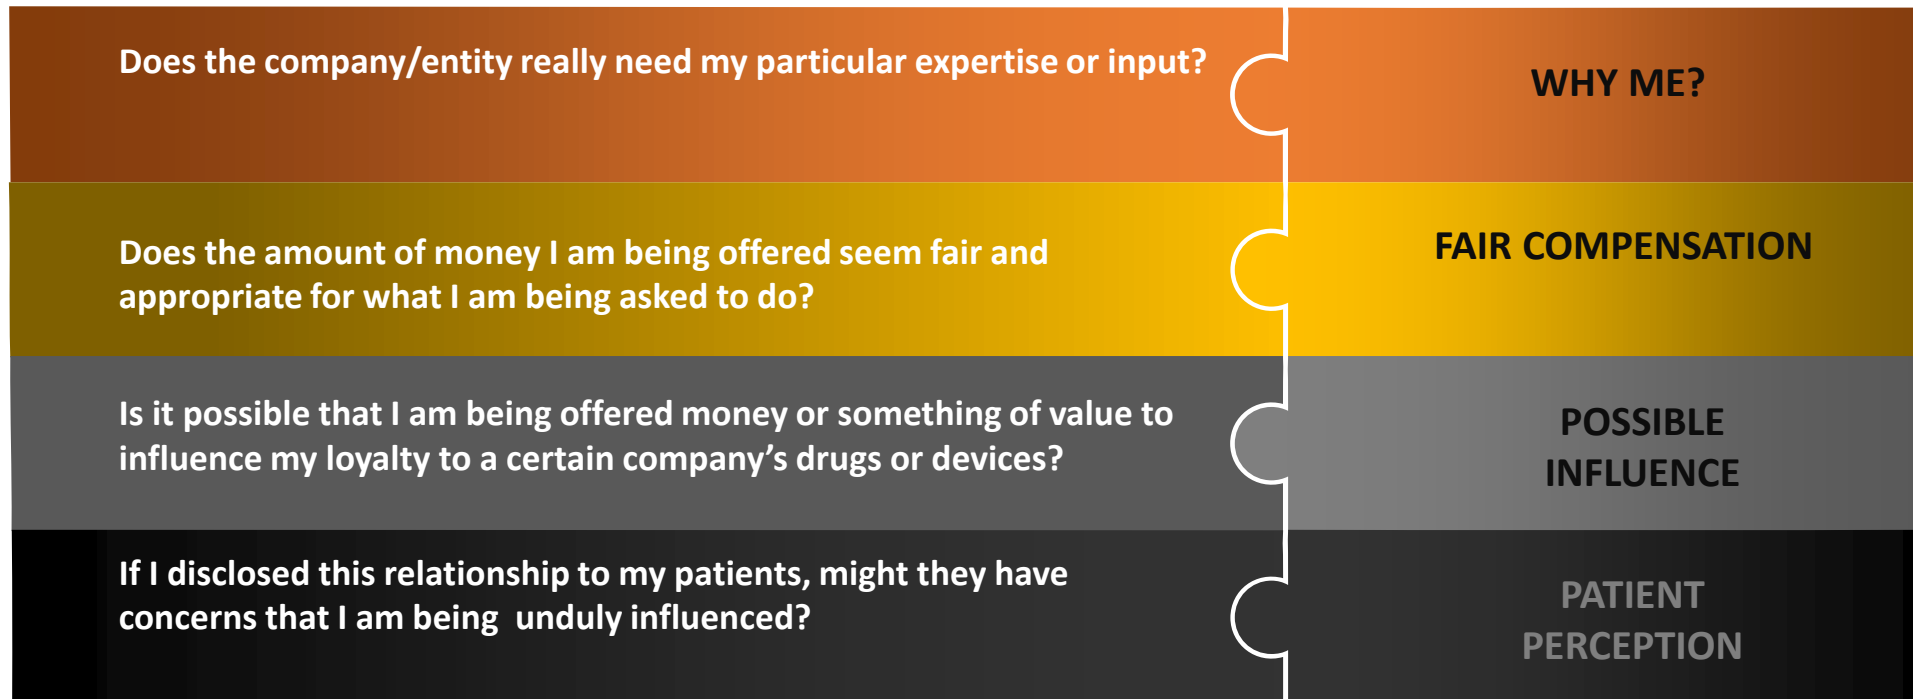 Does the company/entity really need my particular expertise or input?
WHY ME?
Does the amount of money I am being offered seem fair and
appropriate for what I am being asked to do?
FAIR COMPENSATION
Is it possible that I am being offered money or something of value to
influence my loyalty to a certain company’s drugs or devices?
POSSIBLE
INFLUENCE
If I disclosed this relationship to my patients, might they have
concerns that I am being  unduly influenced?
PATIENT
PERCEPTION